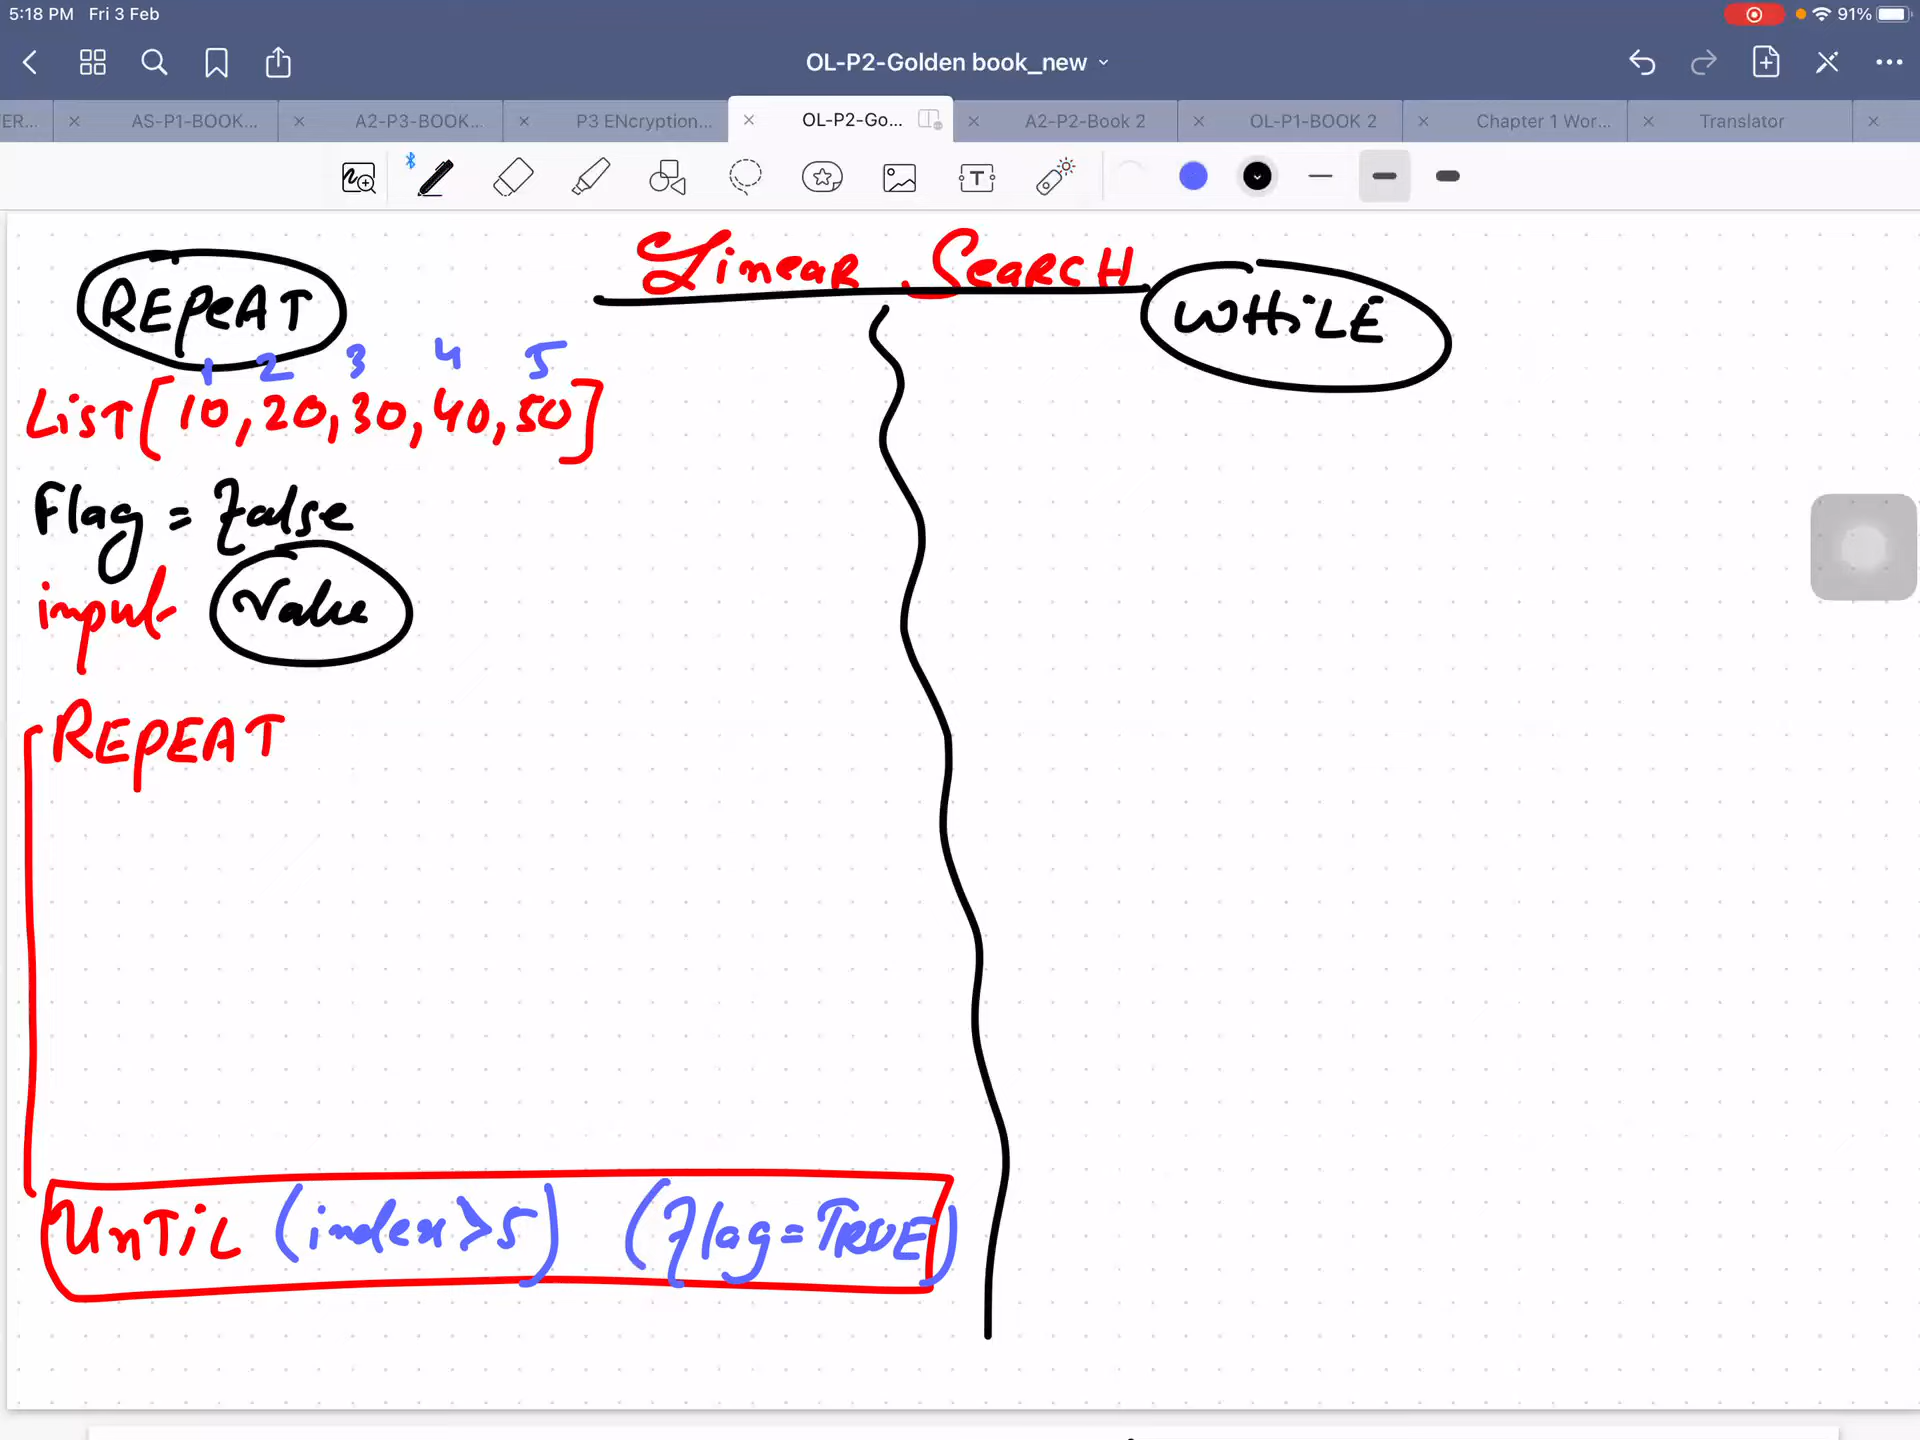 5:18 PM Fri 3 Feb
91%
OL-P2-Golden book_new
ER...
AS-P1-BOOK...
A2-P3-BOOK...
P3 ENcryption...
OL-P2-Go...
A2-P2-Book 2
OL-P1-BOOK 2
Chapter 1 Wor...
Translator
T
Linear Search
REPEAT
WHILE
1 2 3 4 5
List[10,20,30,40,50]
Flag = False
input Value
REPEAT
UnTiL (index>5) (Flag=TRUE)